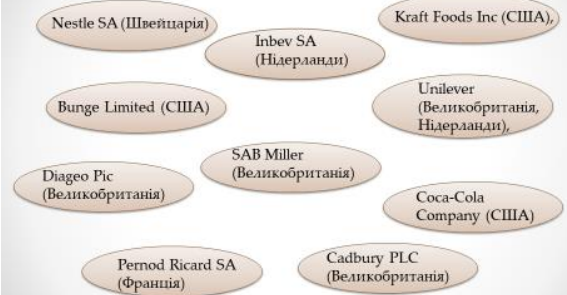 Nestle SA (Швейцарія)
Kraft Foods Inc (США),
Inbev SA
(Нідерланди)
Bunge Limited (США)
Unilever
(Великобританія,
Нідерланди),
SAB Miller
(Великобританія)
Diageo Pic
(Великобританія)
Coca-Cola
Company (США)
Pernod Ricard SA
(Франція)
Cadbury PLC
(Великобританія)